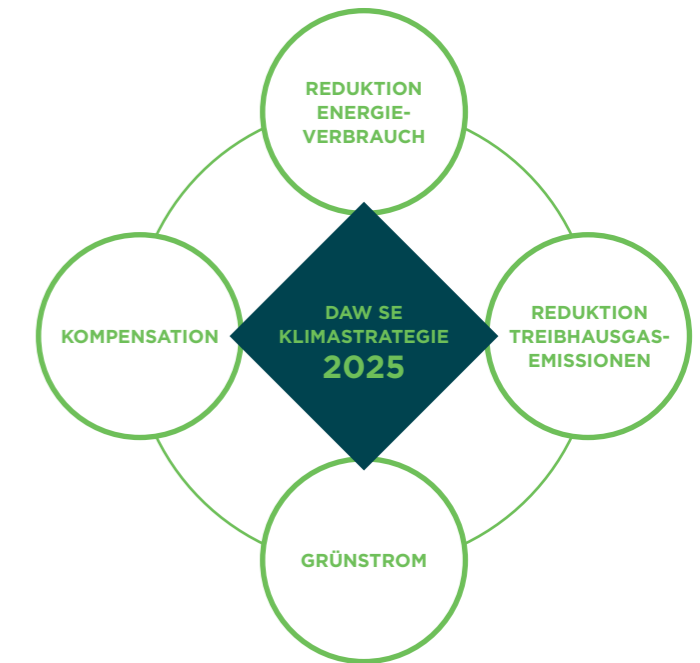 REDUKTION
ENERGIE-
VERBRAUCH
KOMPENSATION
DAW SE
KLIMASTRATEGIE
2025
REDUKTION
TREIBHAUSGAS-
EMISSIONEN
GRÜNSTROM